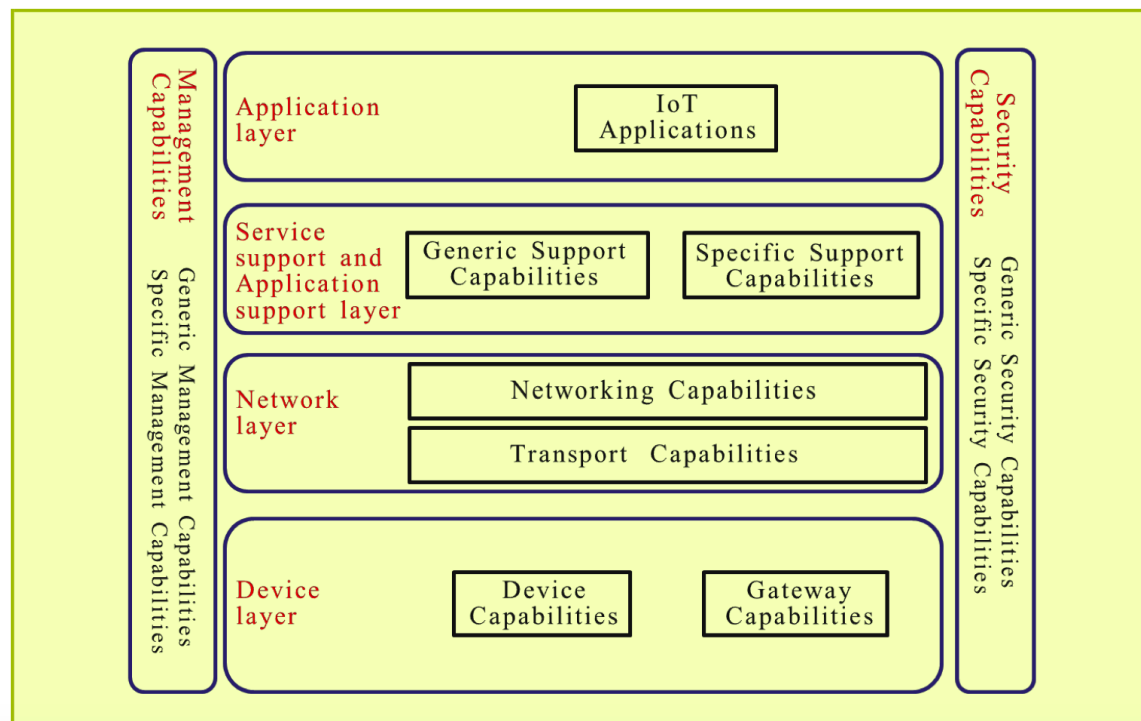 Management
Capabilities
Generic Management Capabilities
Specific Management Capabilities
Application
layer
IoT
Applications
Service
support and
Application
support layer
Generic Support
Capabilities
Specific Support
Capabilities
Network
layer
Networking Capabilities
Transport Capabilities
Device
layer
Device
Capabilities
Gateway
Capabilities
Security
Capabilities
Generic Security Capabilities
Specific Security Capabilities